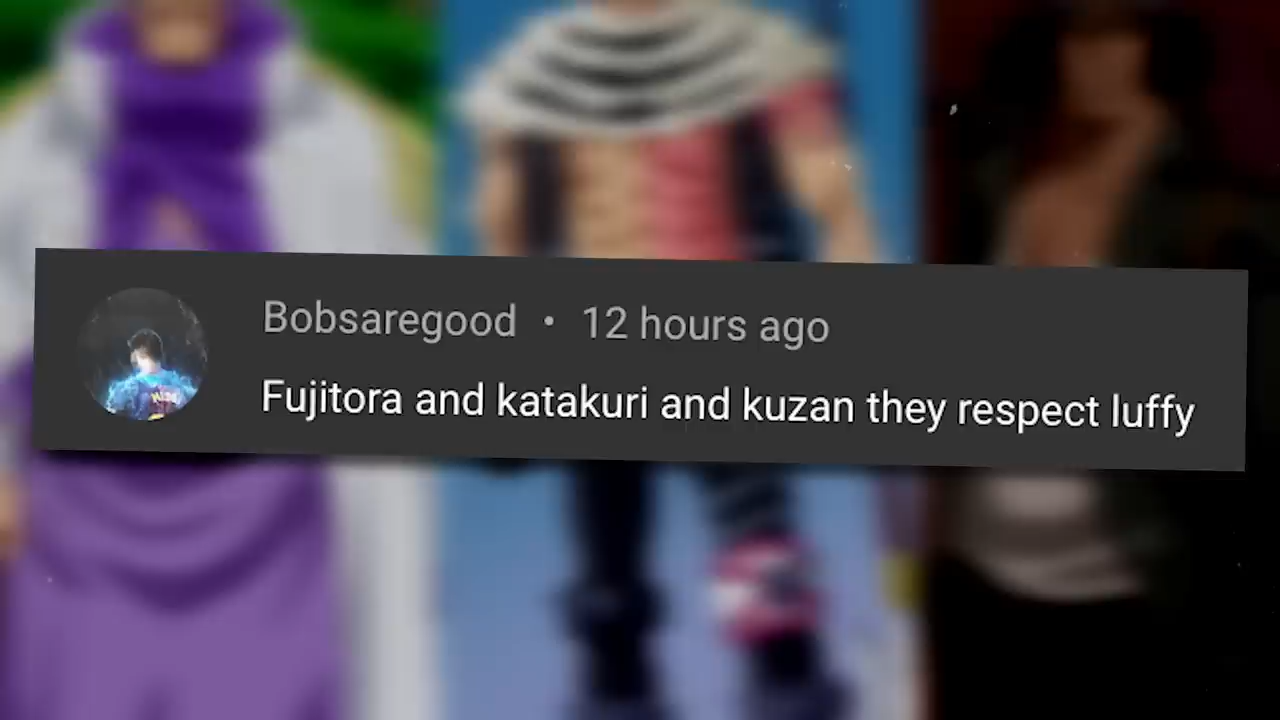 Bobsaregood • 12 hours ago
Fujitora and katakuri and kuzan they respect luffy